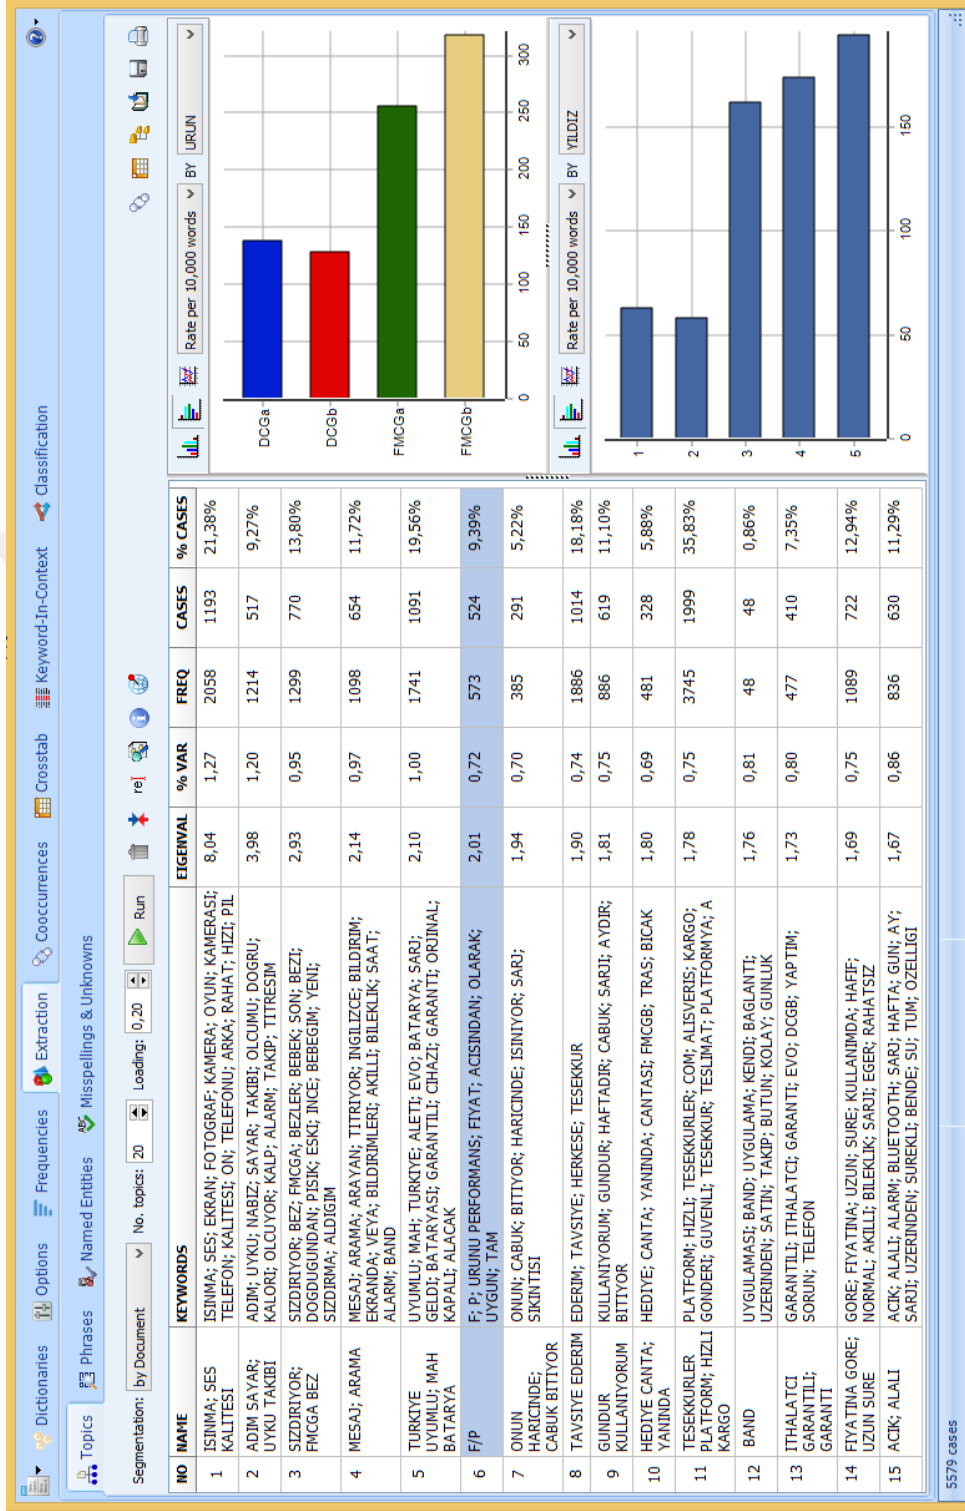 Dictionaries Options Frequencies Extraction Cooccurrences Crosstab Keyword-In-Context Classification
Topics Phrases Named Entities Misspellings & Unknowns
Segmentation: by Document No. topics: 20 Loading: 0,20 Run re
NO NAME KEYWORDS EIGENVAL % VAR FREQ CASES % CASES
1 ISINMA; SES KALITESI ISINMA; SES; EKRAN; FOTOGRAF; KAMERA; OYUN; KAMERASI; 8,04 1,27 2058 1193 21,38%
TELEFON; KALITESI; ON; TELEFONU; ARKA; RAHAT; HIZI; PIL
2 ADIM SAYAR; UYKU TAKIBI ADIM; UYKU; NABIZ; SAYAR; TAKIBI; OLCUMU; DOGRU; 3,98 1,20 1214 517 9,27%
KALORI; OLCUYOR; KALP; ALARM; TAKIP; TITRESIM
3 SIZDIRIYOR; FMCGA BEZ SIZDIRIYOR; BEZ; FMCGA; BEZLER; BEBEK; SON; BEZI; 2,93 0,95 1299 770 13,80%
DOGDUGUNDAN; PISIK; ESKI; INCE; BEBEGIM; YENI;
SIZDIRMA; ALDIGIM
4 MESAJ; ARAMA MESAJ; ARAMA; ARAYAN; TITRIYOR; INGILIZCE; BILDIRIM; 2,14 0,97 1098 654 11,72%
EKRANDA; VEYA; BILDIRIMLERI; AKILLI; BILEKLIK; SAAT;
ALARM; BAND
5 TURKIYE UYUMLU; MAH BATARYA UYUMLU; MAH; TURKIYE; ALETI; EVO; BATARYA; SARJ; 2,10 1,00 1741 1091 19,56%
GELDI; BATARYASI; GARANTILI; CIHAZI; GARANTI; ORJINAL;
KAPALI; ALACAK
6 F/P F; P; URUNU PERFORMANS; FIYAT; ACISINDAN; OLARAK; 2,01 0,72 573 524 9,39%
UYGUN; TAM
7 ONUN HARICINDE; CABUK BITIYOR ONUN; CABUK; BITIYOR; HARICINDE; ISINIYOR; SARJ; 1,94 0,70 385 291 5,22%
SIKINTISI
8 TAVSIYE EDERIM EDERIM; TAVSIYE; HERKESE; TESEKKUR 1,90 0,74 1886 1014 18,18%
9 GUNDUR KULLANIYORUM KULLANIYORUM; GUNDUR; HAFTADIR; CABUK; SARJI; AYDIR; 1,81 0,75 886 619 11,10%
BITIYOR
10 HEDIYE CANTA; YANINDA HEDIYE; CANTA; YANINDA; CANTASI; FMCGB; TRAS; BICAK 1,80 0,69 481 328 5,88%
11 TESEKKURLER PLATFORM; HIZLI KARGO PLATFORM; HIZLI; TESEKKURLER; COM; ALISVERIS; KARGO; 1,78 0,75 3745 1999 35,83%
GONDERI; GUVENLI; TESEKKUR; TESLIMAT; PLATFORMYA; A
12 BAND UYGULAMASI; BAND; UYGULAMA; KENDI; BAGLANTI; 1,76 0,81 48 48 0,86%
UZERINDEN; SATIN; TAKIP; BUTUN; KOLAY; GUNLUK
13 ITHALATCI GARANTILI; GARANTI GARANTILI; ITHALATCI; GARANTI; EVO; DCGB; YAPTIM; 1,73 0,80 477 410 7,35%
SORUN; TELEFON
14 FIYATINA GORE; UZUN SURE GORE; FIYATINA; UZUN; SURE; KULLANIMDA; HAFIF; 1,69 0,75 1089 722 12,94%
NORMAL; AKILLI; BILEKLIK; SARJI; EGER; RAHATSIZ
15 ACIK; ALALI ACIK; ALALI; ALARM; BLUETOOTH; SARJ; HAFTA; GUN; AY; 1,67 0,86 836 630 11,29%
SARJI; UZERINDEN; SUREKLI; BENDE; SU; TUM; OZELLIGI
Rate per 10,000 words BY URUN
DCGa
DCGb
FMCGa
FMCGb
0 50 100 150 200 250 300
Rate per 10,000 words BY YILDIZ
1
2
3
4
5
0 50 100 150
5579 cases